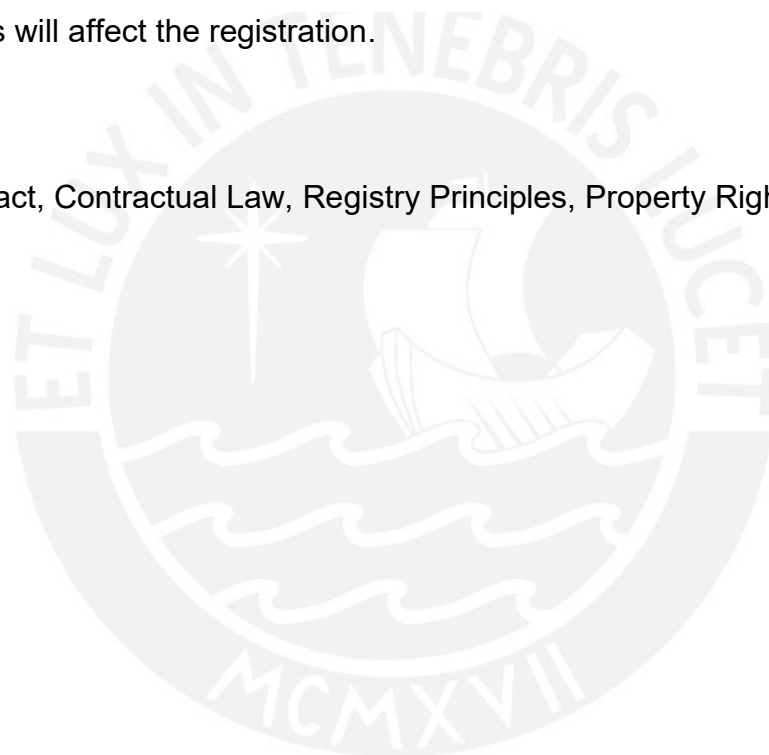 s will affect the registration.
act, Contractual Law, Registry Principles, Property Righ
ET LUX IN TENEBRIS LUCET
MCMXVII